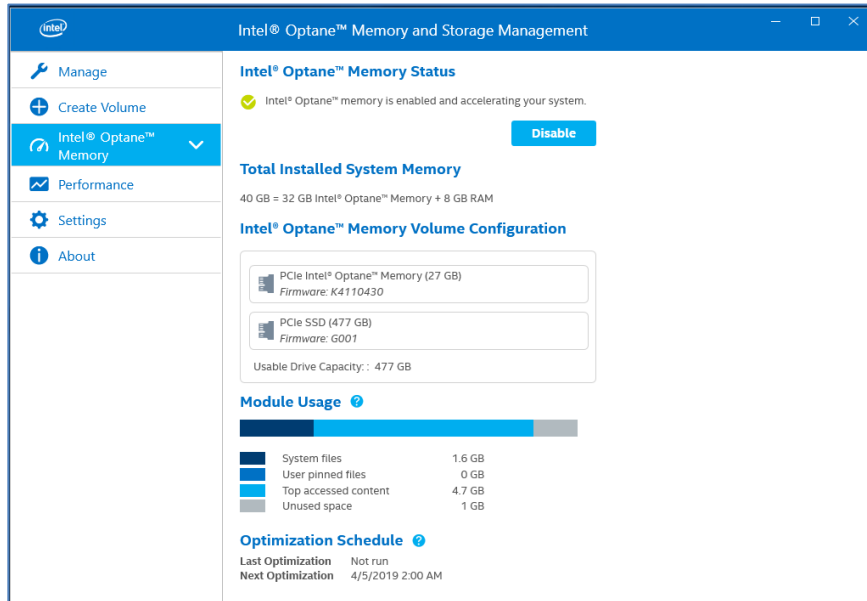 intel
Intel® Optane™ Memory and Storage Management
Manage
Create Volume
Intel® Optane™
Memory
Performance
Settings
About
Intel® Optane™ Memory Status
Intel® Optane™ memory is enabled and accelerating your system.
Disable
Total Installed System Memory
40 GB = 32 GB Intel® Optane™ Memory + 8 GB RAM
Intel® Optane™ Memory Volume Configuration
PCIe Intel® Optane™ Memory (27 GB)
Firmware: K4110430
PCIe SSD (477 GB)
Firmware: G001
Usable Drive Capacity: : 477 GB
Module Usage ?
System files 1.6 GB
User pinned files 0 GB
Top accessed content 4.7 GB
Unused space 1 GB
Optimization Schedule ?
Last Optimization Not run
Next Optimization 4/5/2019 2:00 AM